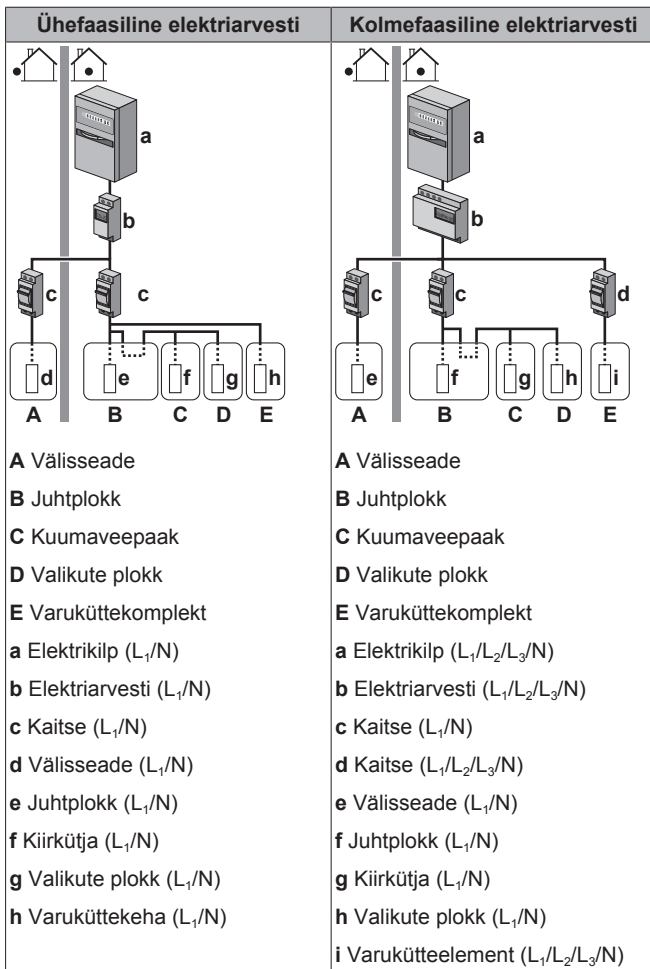 Ühefaasiline elektriarvesti
a
b
c
c
d
e
f
g
h
A
B
C
D
E
A Välisseade
B Juhtplokk
C Kuumaveepaak
D Valikute plokk
E Varuküttekomplekt
a Elektrikilp (L₁/N)
b Elektriarvesti (L₁/N)
c Kaitse (L₁/N)
d Välisseade (L₁/N)
e Juhtplokk (L₁/N)
f Kiirkütja (L₁/N)
g Valikute plokk (L₁/N)
h Varuküttekeha (L₁/N)
Kolmefaasiline elektriarvesti
a
b
c
c
d
e
f
g
h
i
A
B
C
D
E
A Välisseade
B Juhtplokk
C Kuumaveepaak
D Valikute plokk
E Varuküttekomplekt
a Elektrikilp (L₁/L₂/L₃/N)
b Elektriarvesti (L₁/L₂/L₃/N)
c Kaitse (L₁/N)
d Kaitse (L₁/L₂/L₃/N)
e Välisseade (L₁/N)
f Juhtplokk (L₁/N)
g Kiirkütja (L₁/N)
h Valikute plokk (L₁/N)
i Varukütteelement (L₁/L₂/L₃/N)